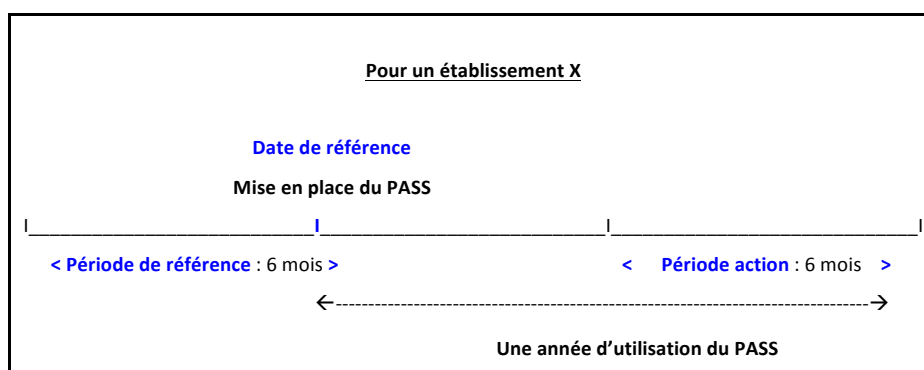 Pour un établissement X
Date de référence
Mise en place du PASS
I___________________________I___________________________I_____________________________I
< Période de référence : 6 mois > < Période action : 6 mois >
←--------------------------------------------------------------------------------→
Une année d’utilisation du PASS